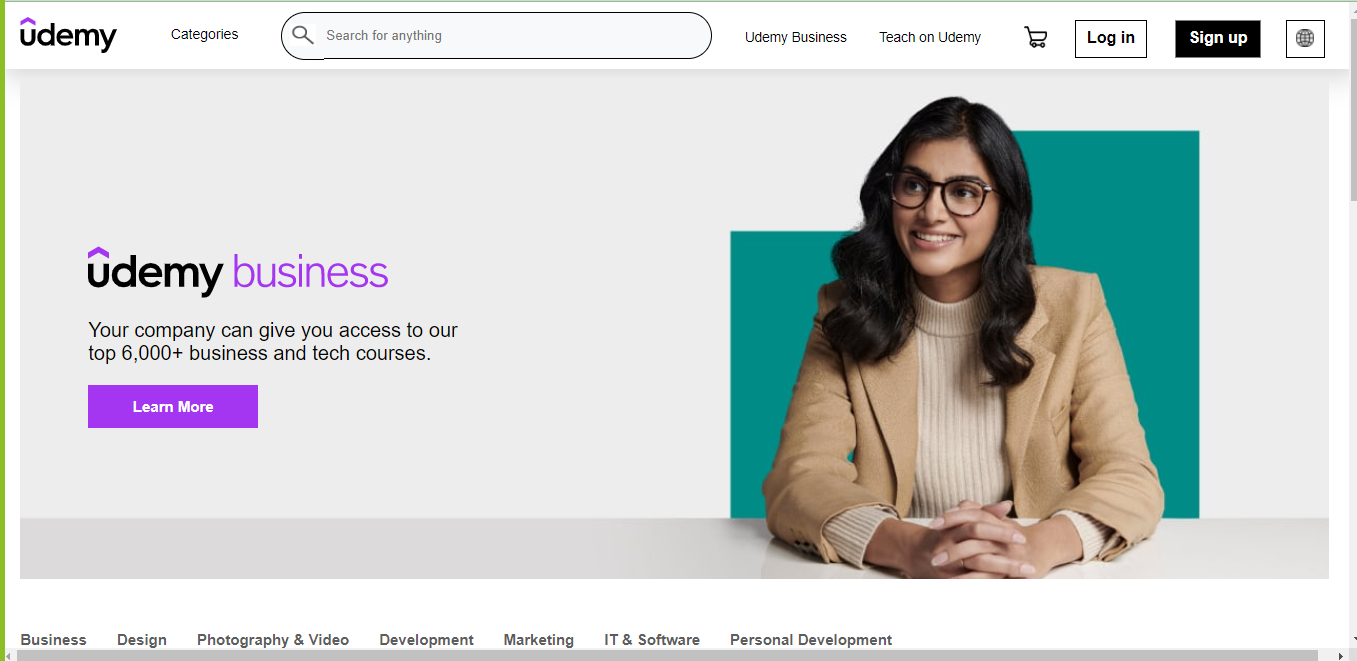 udemy
Categories
Search for anything
Udemy Business
Teach on Udemy
Log in
Sign up
udemy business
Your company can give you access to our
top 6,000+ business and tech courses.
Learn More
Business
Design
Photography & Video
Development
Marketing
IT & Software
Personal Development